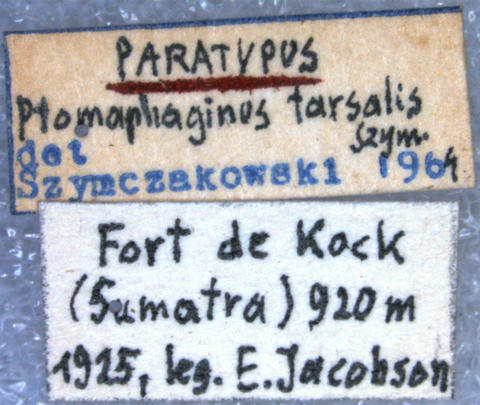 PARATYPUS
Ptomaphaginus tarsalis
Szym.
det
Szymczakowski 1964
Fort de Kock
(Sumatra) 920 m
1925, leg. E. Jacobson